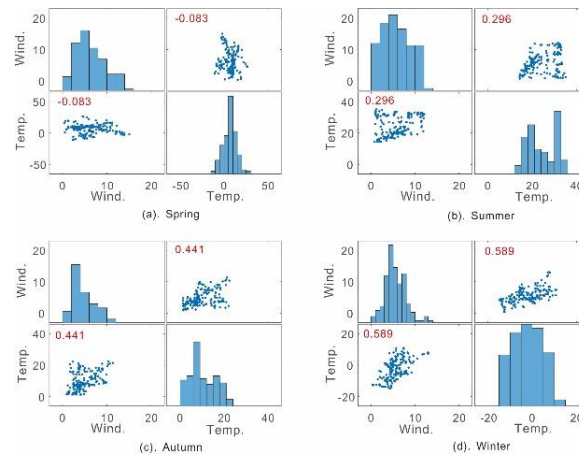 20
-0.083
Wind.
10
0
50
-0.083
Temp.
0
-50
0 10 20
-50 0 50
Wind. Temp.
(a). Spring
20
0.296
Wind.
10
0
40
0.296
Temp.
20
0
0 10 20
0 20 40
Wind. Temp.
(b). Summer
20
0.441
Wind.
10
0
40
0.441
Temp.
20
0
0 10 20
0 20 40
Wind. Temp.
(c). Autumn
20
0.589
Wind.
10
0
20
0.589
Temp.
0
-20
0 10 20
-20 0 20
Wind. Temp.
(d). Winter